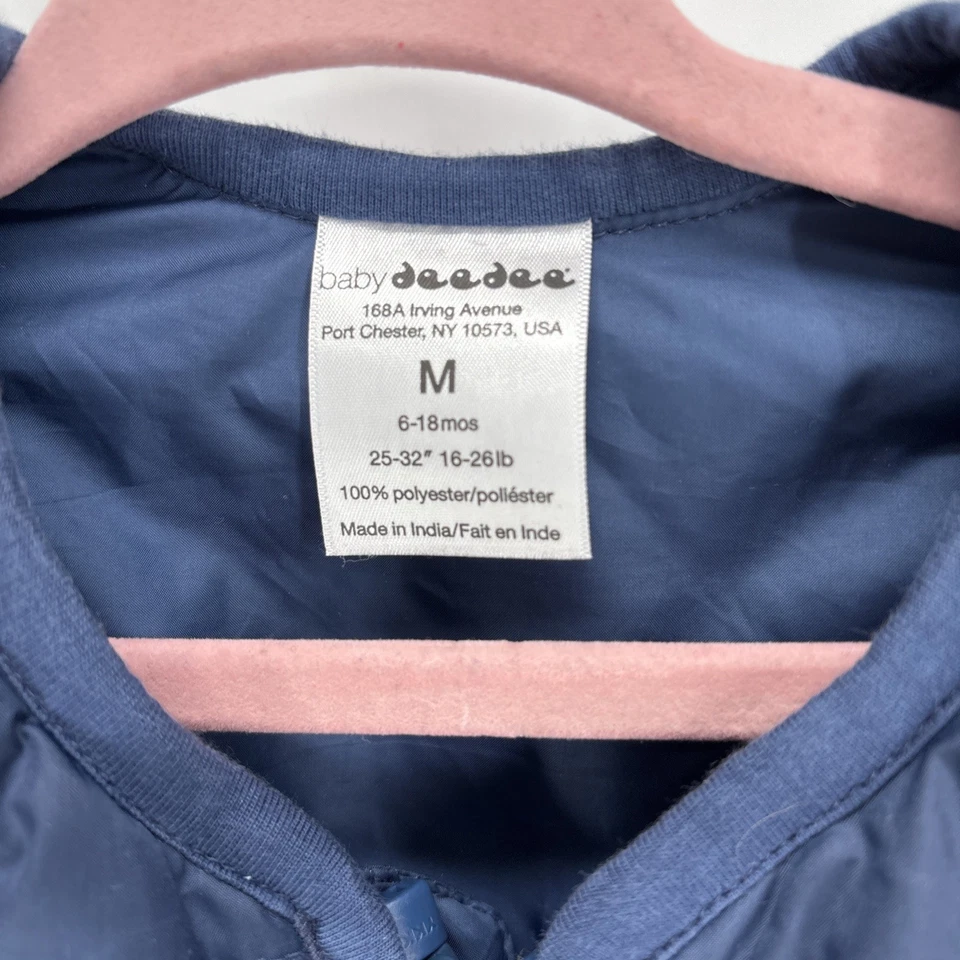 baby deedee
168A Irving Avenue
Port Chester, NY 10573, USA
M
6-18mos
25-32″ 16-26lb
100% polyester/poliéster
Made in India/Fait en Inde